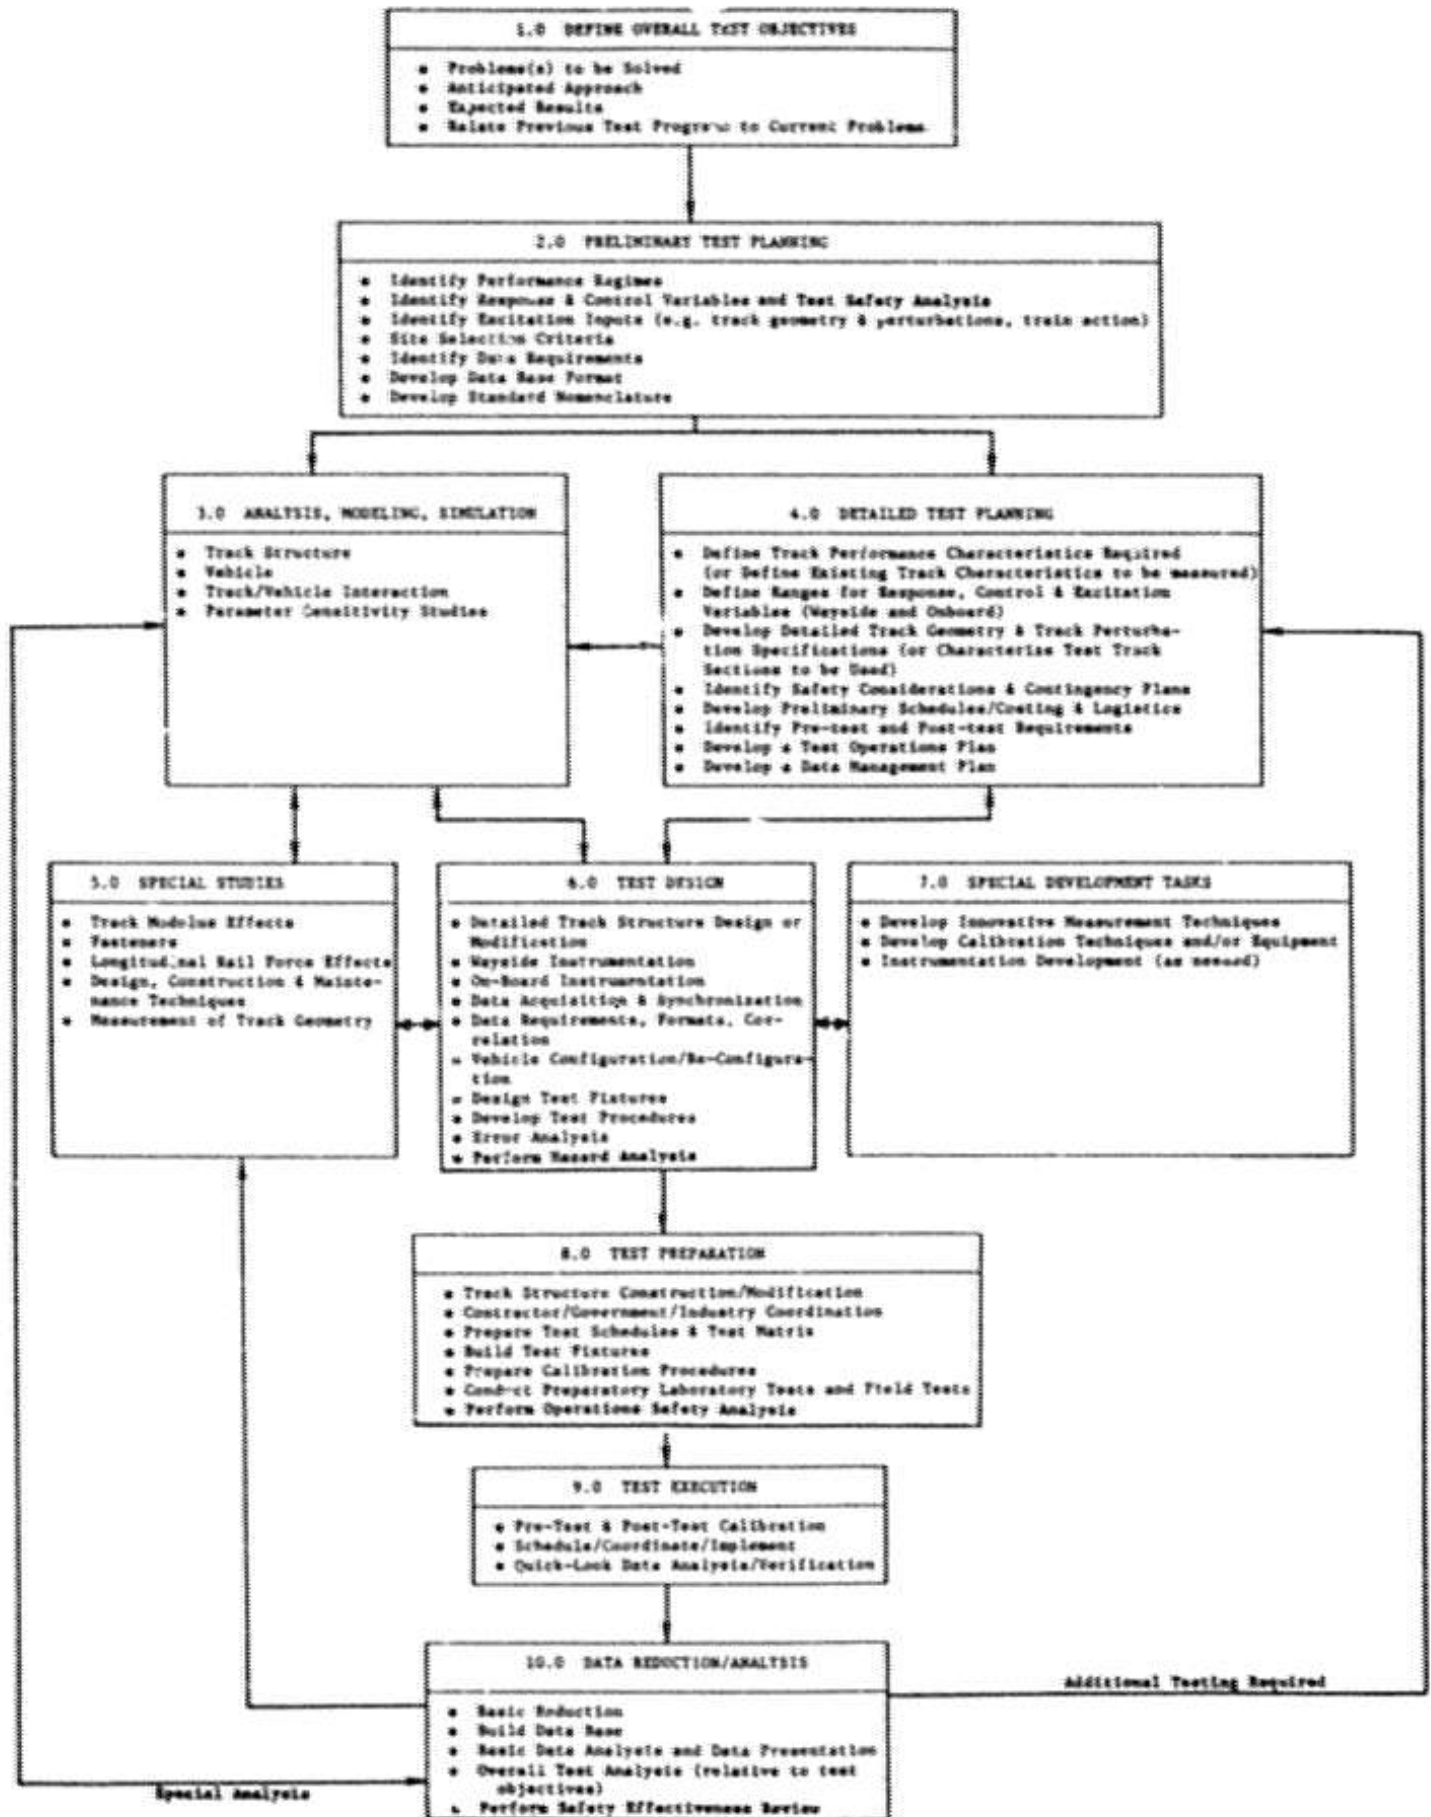 1.0 DEFINE OVERALL TEST OBJECTIVES
• Problems(s) to be Solved
• Anticipated Approach
• Expected Results
• Relate Previous Test Programs to Current Problems
2.0 PRELIMINARY TEST PLANNING
• Identify Performance Regimes
• Identify Response & Control Variables and Test Safety Analysis
• Identify Excitation Inputs (e.g. track geometry & perturbations, train action)
• Site Selection Criteria
• Identify Data Requirements
• Develop Data Base Format
• Develop Standard Nomenclature
3.0 ANALYSIS, MODELING, SIMULATION
• Track Structure
• Vehicle
• Track/Vehicle Interaction
• Parameter Sensitivity Studies
4.0 DETAILED TEST PLANNING
• Define Track Performance Characteristics Required
(or Define Existing Track Characteristics to be measured)
• Define Ranges for Response, Control & Excitation
Variables (Wayside and Onboard)
• Develop Detailed Track Geometry & Track Perturba-
tion Specifications (or Characterize Test Track
Sections to be Used)
• Identify Safety Considerations & Contingency Plans
• Develop Preliminary Schedules/Costing & Logistics
• Identify Pre-test and Post-test Requirements
• Develop a Test Operations Plan
• Develop a Data Management Plan
5.0 SPECIAL STUDIES
• Track Modulus Effects
• Fasteners
• Longitudinal Rail Force Effects
• Design, Construction & Mainte-
nance Techniques
• Measurement of Track Geometry
6.0 TEST DESIGN
• Detailed Track Structure Design or
Modification
• Wayside Instrumentation
• On-Board Instrumentation
• Data Acquisition & Synchronization
• Data Requirements, Formats, Cor-
relation
• Vehicle Configuration/Re-Configura-
tion
• Design Test Fixtures
• Develop Test Procedures
• Error Analysis
• Perform Hazard Analysis
7.0 SPECIAL DEVELOPMENT TASKS
• Develop Innovative Measurement Techniques
• Develop Calibration Techniques and/or Equipment
• Instrumentation Development (as needed)
8.0 TEST PREPARATION
• Track Structure Construction/Modification
• Contractor/Government/Industry Coordination
• Prepare Test Schedules & Test Matrix
• Build Test Fixtures
• Prepare Calibration Procedures
• Conduct Preparatory Laboratory Tests and Field Tests
• Perform Operations Safety Analysis
9.0 TEST EXECUTION
• Pre-Test & Post-Test Calibration
• Schedule/Coordinate/Implement
• Quick-Look Data Analysis/Verification
10.0 DATA REDUCTION/ANALYSIS
• Basic Reduction
• Build Data Base
• Basic Data Analysis and Data Presentation
• Overall Test Analysis (relative to test
objectives)
• Perform Safety Effectiveness Review
Additional Testing Required
Special Analysis